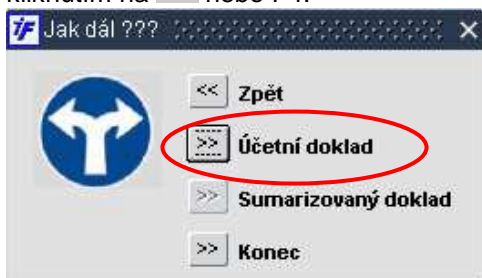 Jak dál ???
<< Zpět
>> Účetní doklad
>> Sumarizovaný doklad
>> Konec